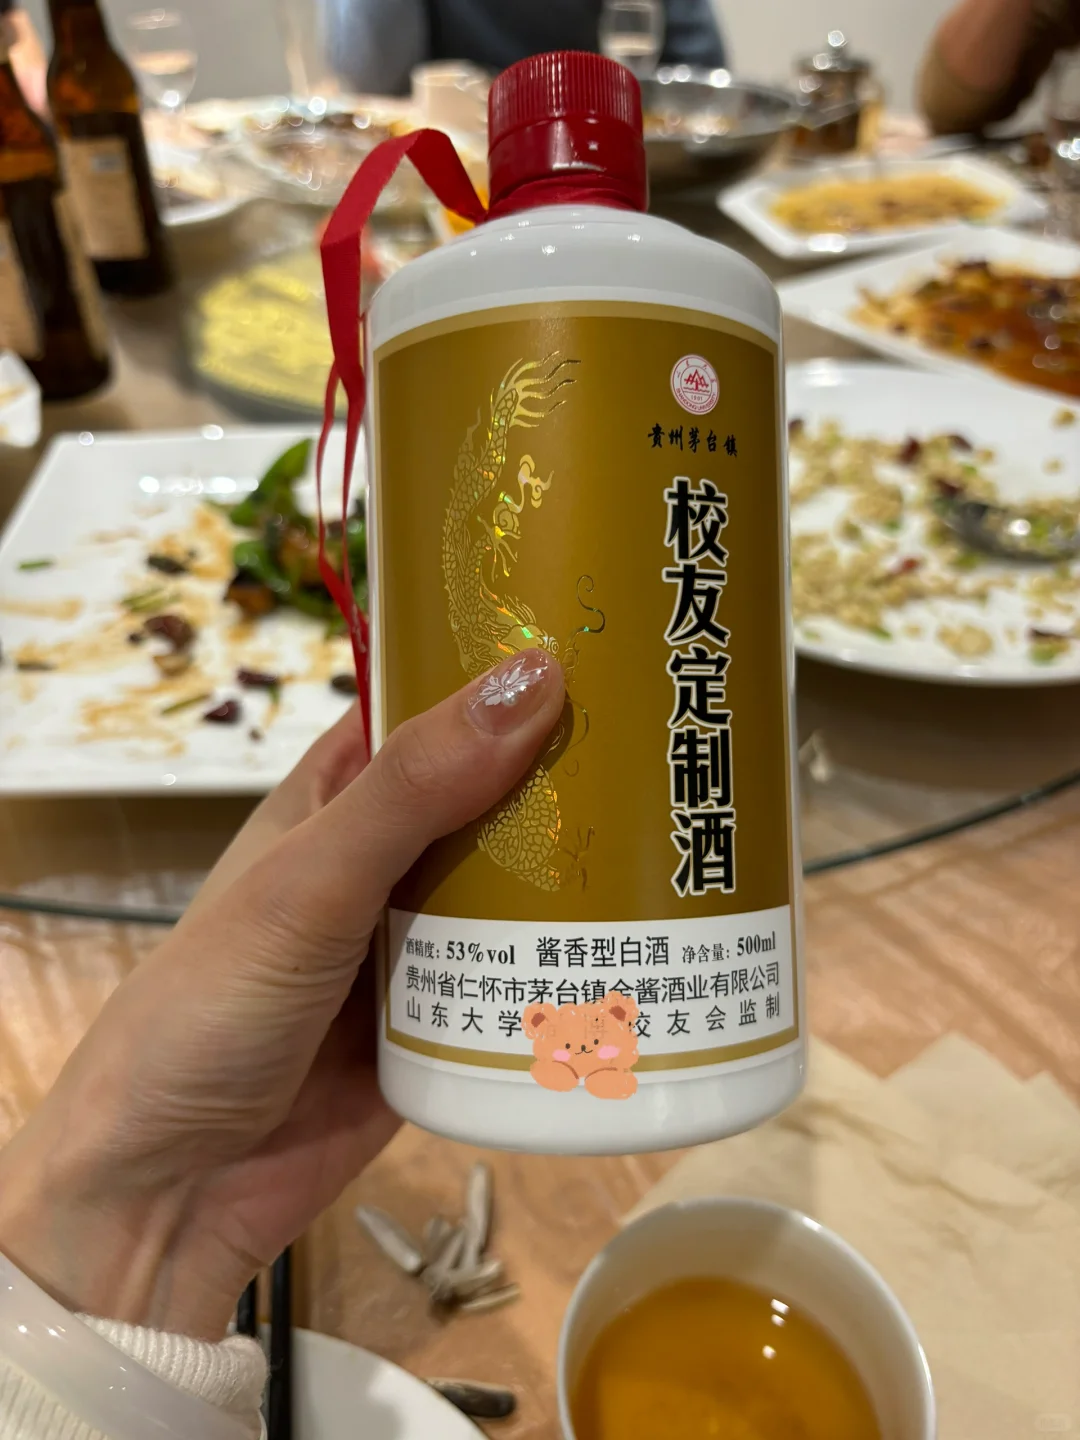 1901
贵州茅台镇
校友定制酒
酒精度：53%vol 酱香型白酒 净含量：500ml
贵州省仁怀市茅台镇金酱酒业有限公司
山东大学 校友会监制